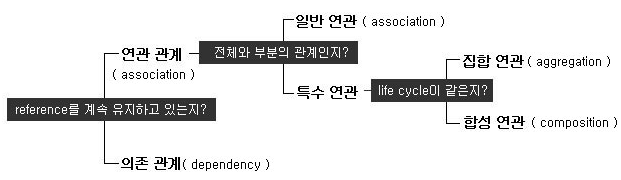 일반 연관 ( association )
연관 관계
( association )
전체와 부분의 관계인지?
집합 연관 ( aggregation )
특수 연관
life cycle이 같은지?
reference를 계속 유지하고 있는지?
합성 연관 ( composition )
의존 관계( dependency )